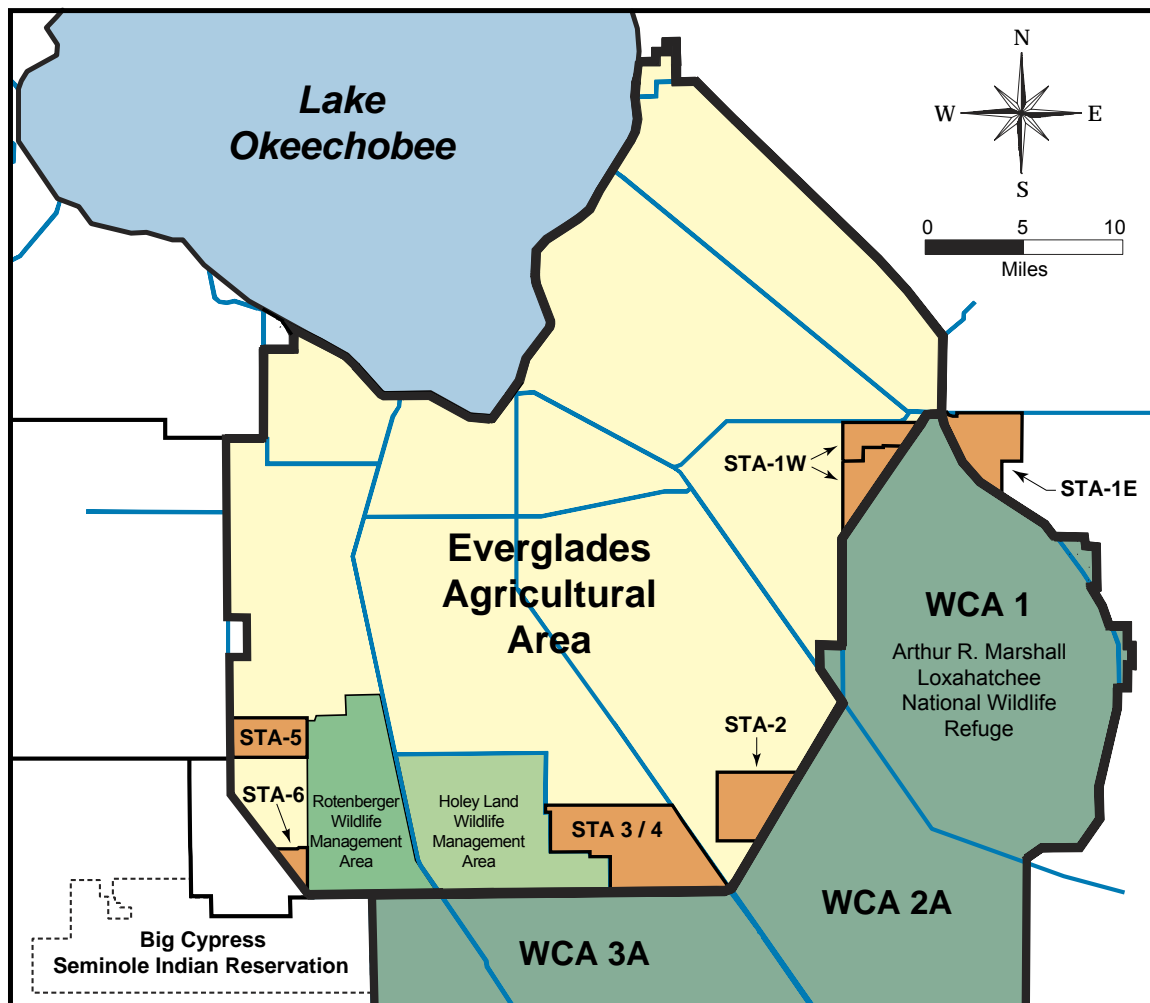 Lake
Okeechobee
N
W
E
S
0 5 10
Miles
STA-1W
STA-1E
Everglades
Agricultural
Area
WCA 1
Arthur R. Marshall
Loxahatchee
National Wildlife
Refuge
STA-5
STA-2
STA-6
Rotenberger
Wildlife
Management
Area
Holey Land
Wildlife
Management
Area
STA 3 / 4
WCA 2A
WCA 3A
Big Cypress
Seminole Indian Reservation